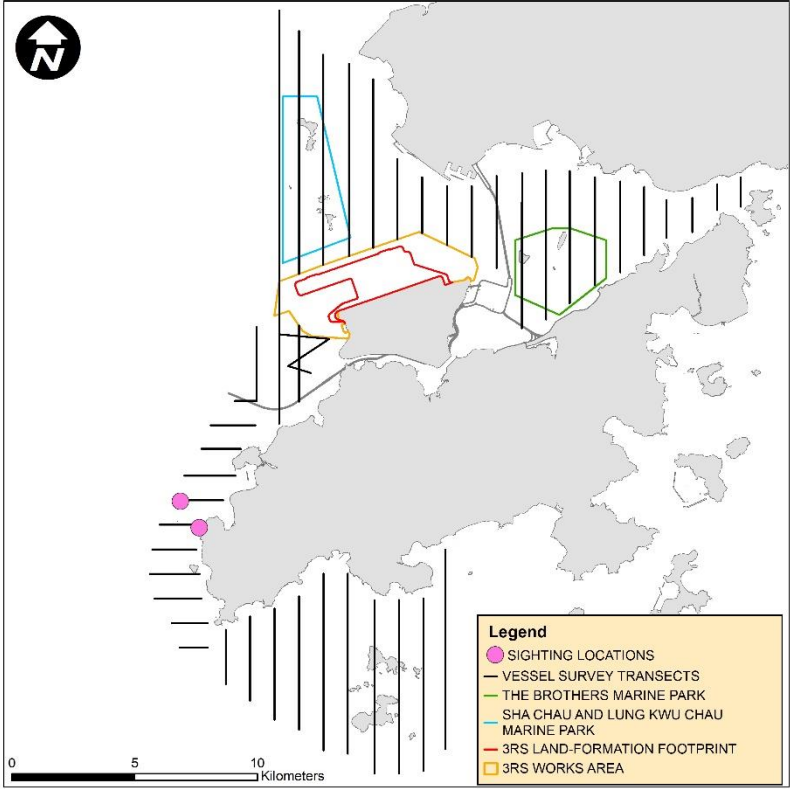 N
Legend
SIGHTING LOCATIONS
VESSEL SURVEY TRANSECTS
THE BROTHERS MARINE PARK
SHA CHAU AND LUNG KWU CHAU
MARINE PARK
3RS LAND-FORMATION FOOTPRINT
3RS WORKS AREA
0 5 10
Kilometers